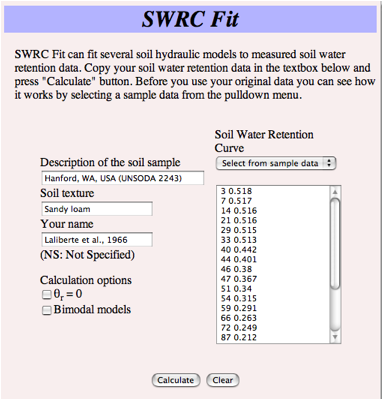 SWRC Fit
SWRC Fit can fit several soil hydraulic models to measured soil water
retention data. Copy your soil water retention data in the textbox below and
press "Calculate" button. Before you use your original data you can see how
it works by selecting a sample data from the pulldown menu.
Description of the soil sample
Hanford, WA, USA (UNSODA 2243)
Soil texture
Sandy loam
Your name
Laliberte et al., 1966
(NS: Not Specified)
Calculation options
θr = 0
Bimodal models
Soil Water Retention
Curve
Select from sample data
3 0.518
7 0.517
14 0.516
21 0.516
29 0.515
33 0.513
40 0.442
44 0.401
46 0.38
47 0.367
51 0.34
54 0.315
59 0.291
66 0.263
72 0.249
87 0.212
Calculate
Clear